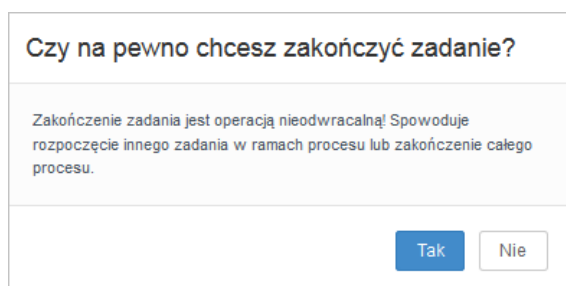 Czy na pewno chcesz zakończyć zadanie?
Zakończenie zadania jest operacją nieodwracalną! Spowoduje
rozpoczęcie innego zadania w ramach procesu lub zakończenie całego
procesu.
Tak Nie